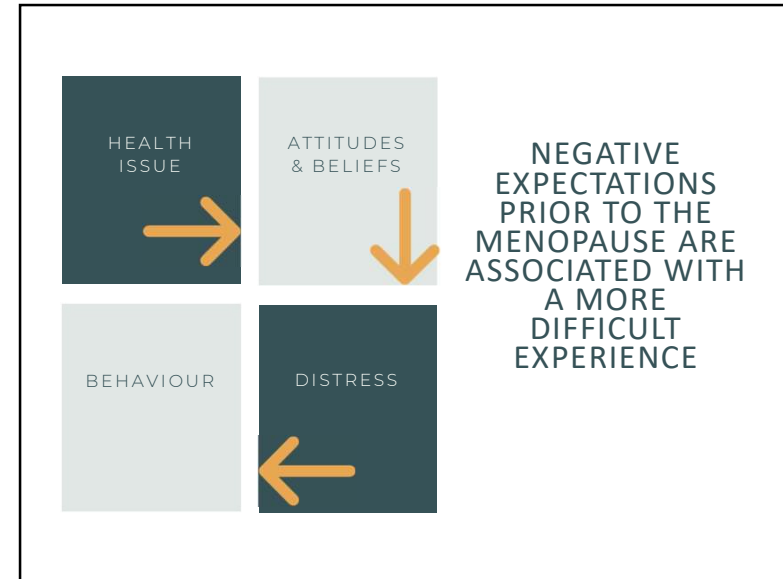 HEALTH
ISSUE
ATTITUDES
& BELIEFS
BEHAVIOUR
DISTRESS
NEGATIVE
EXPECTATIONS
PRIOR TO THE
MENOPAUSE ARE
ASSOCIATED WITH
A MORE
DIFFICULT
EXPERIENCE